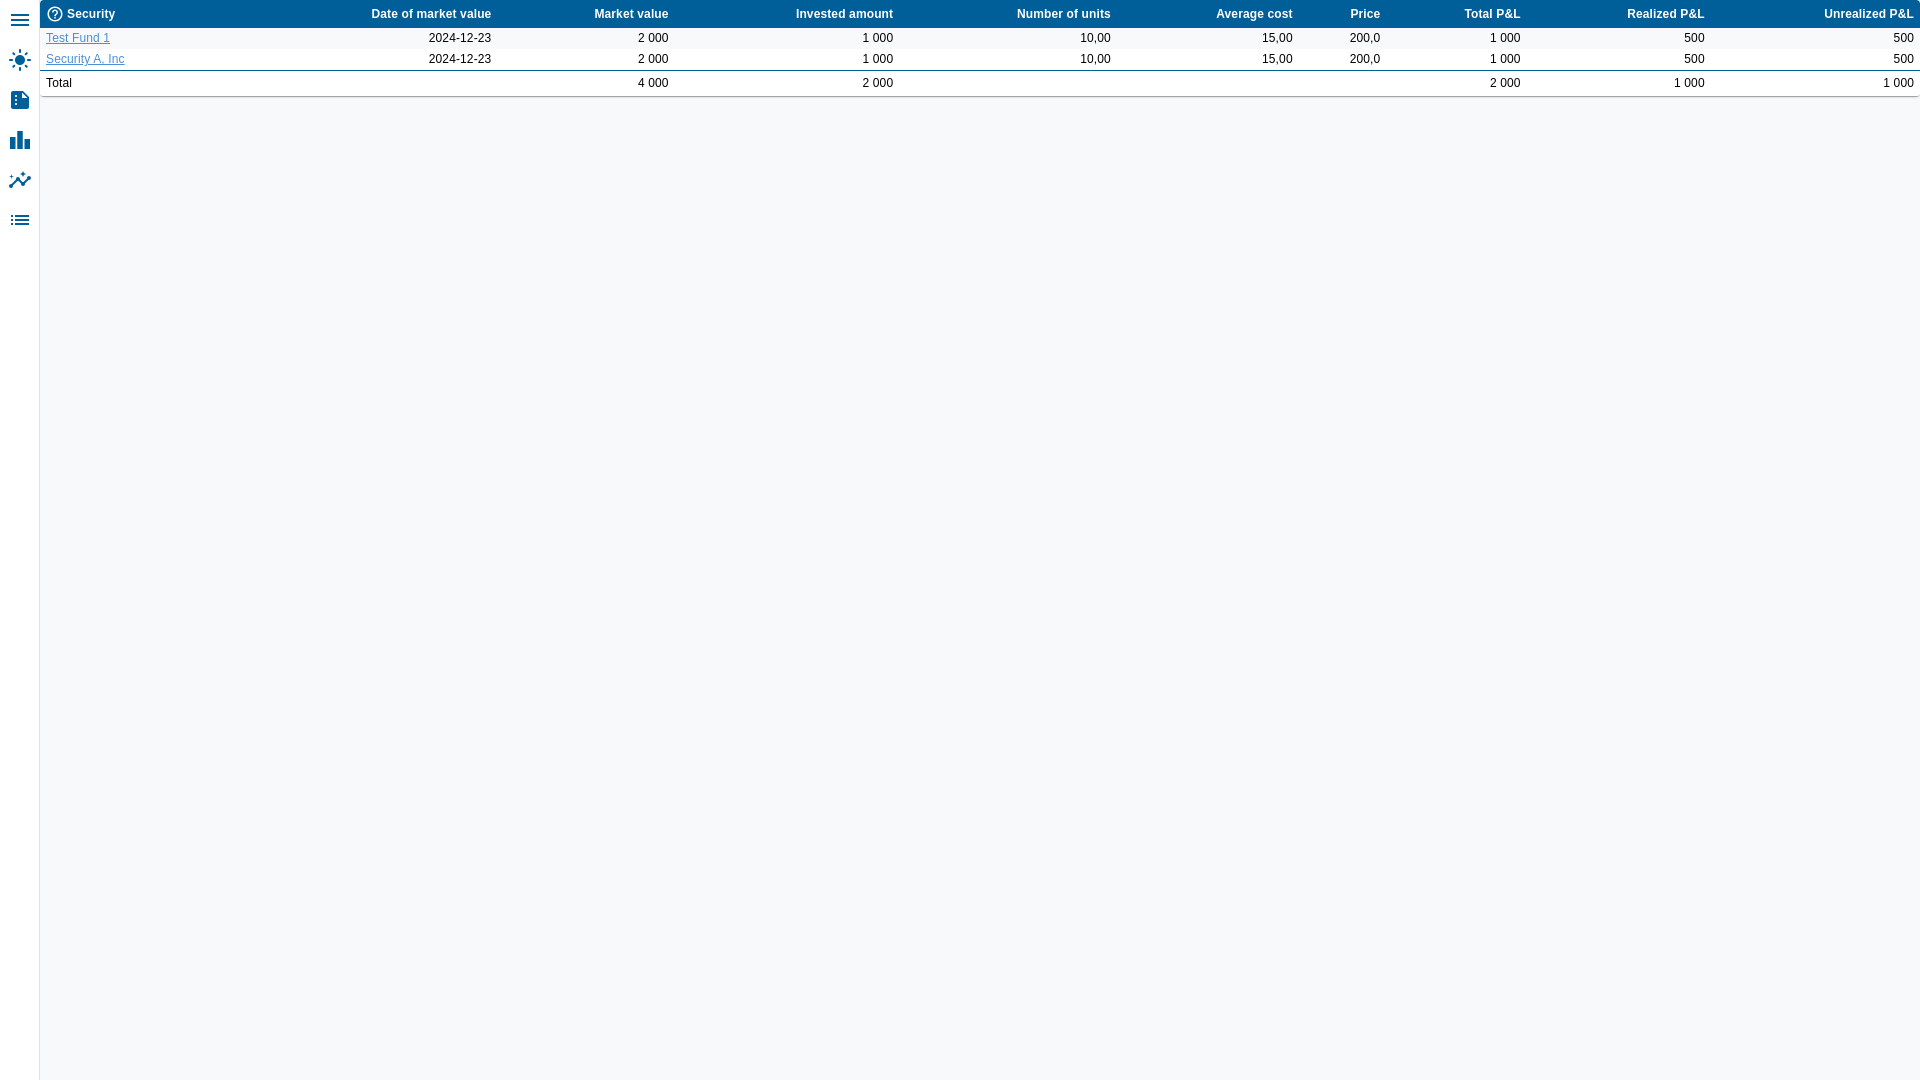 Security Date of market value Market value Invested amount Number of units Average cost Price Total P&L Realized P&L Unrealized P&L
Test Fund 1 2024-12-23 2 000 1 000 10,00 15,00 200,0 1 000 500 500
Security A, Inc 2024-12-23 2 000 1 000 10,00 15,00 200,0 1 000 500 500
Total 4 000 2 000 2 000 1 000 1 000